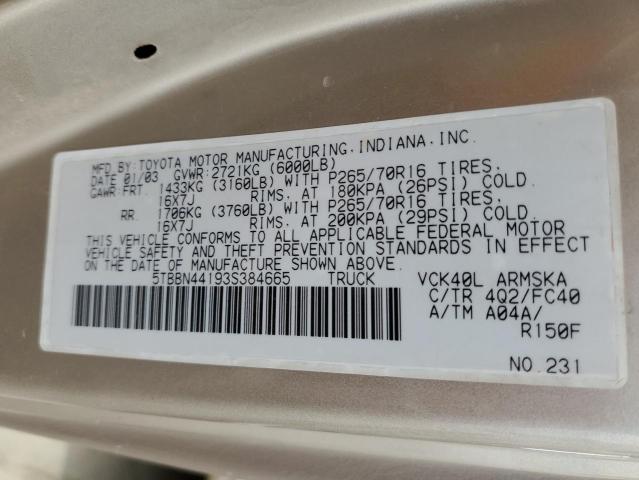 MFD.BY:TOYOTA MOTOR MANUFACTURING,INDIANA,INC.
DATE 01/03 GVWR:2721KG (6000LB)
GAWR:FRT. 1433KG (3160LB) WITH P265/70R16 TIRES,
16X7J RIMS, AT 180KPA (26PSI) COLD.
RR. 1706KG (3760LB) WITH P265/70R16 TIRES,
16X7J RIMS, AT 200KPA (29PSI) COLD.
THIS VEHICLE CONFORMS TO ALL APPLICABLE FEDERAL MOTOR
VEHICLE SAFETY AND THEFT PREVENTION STANDARDS IN EFFECT
ON THE DATE OF MANUFACTURE SHOWN ABOVE.
5TBBN44193S384665 TRUCK VCK40L ARMSKA
C/TR 4Q2/FC40
A/TM A04A/
R150F
NO.231